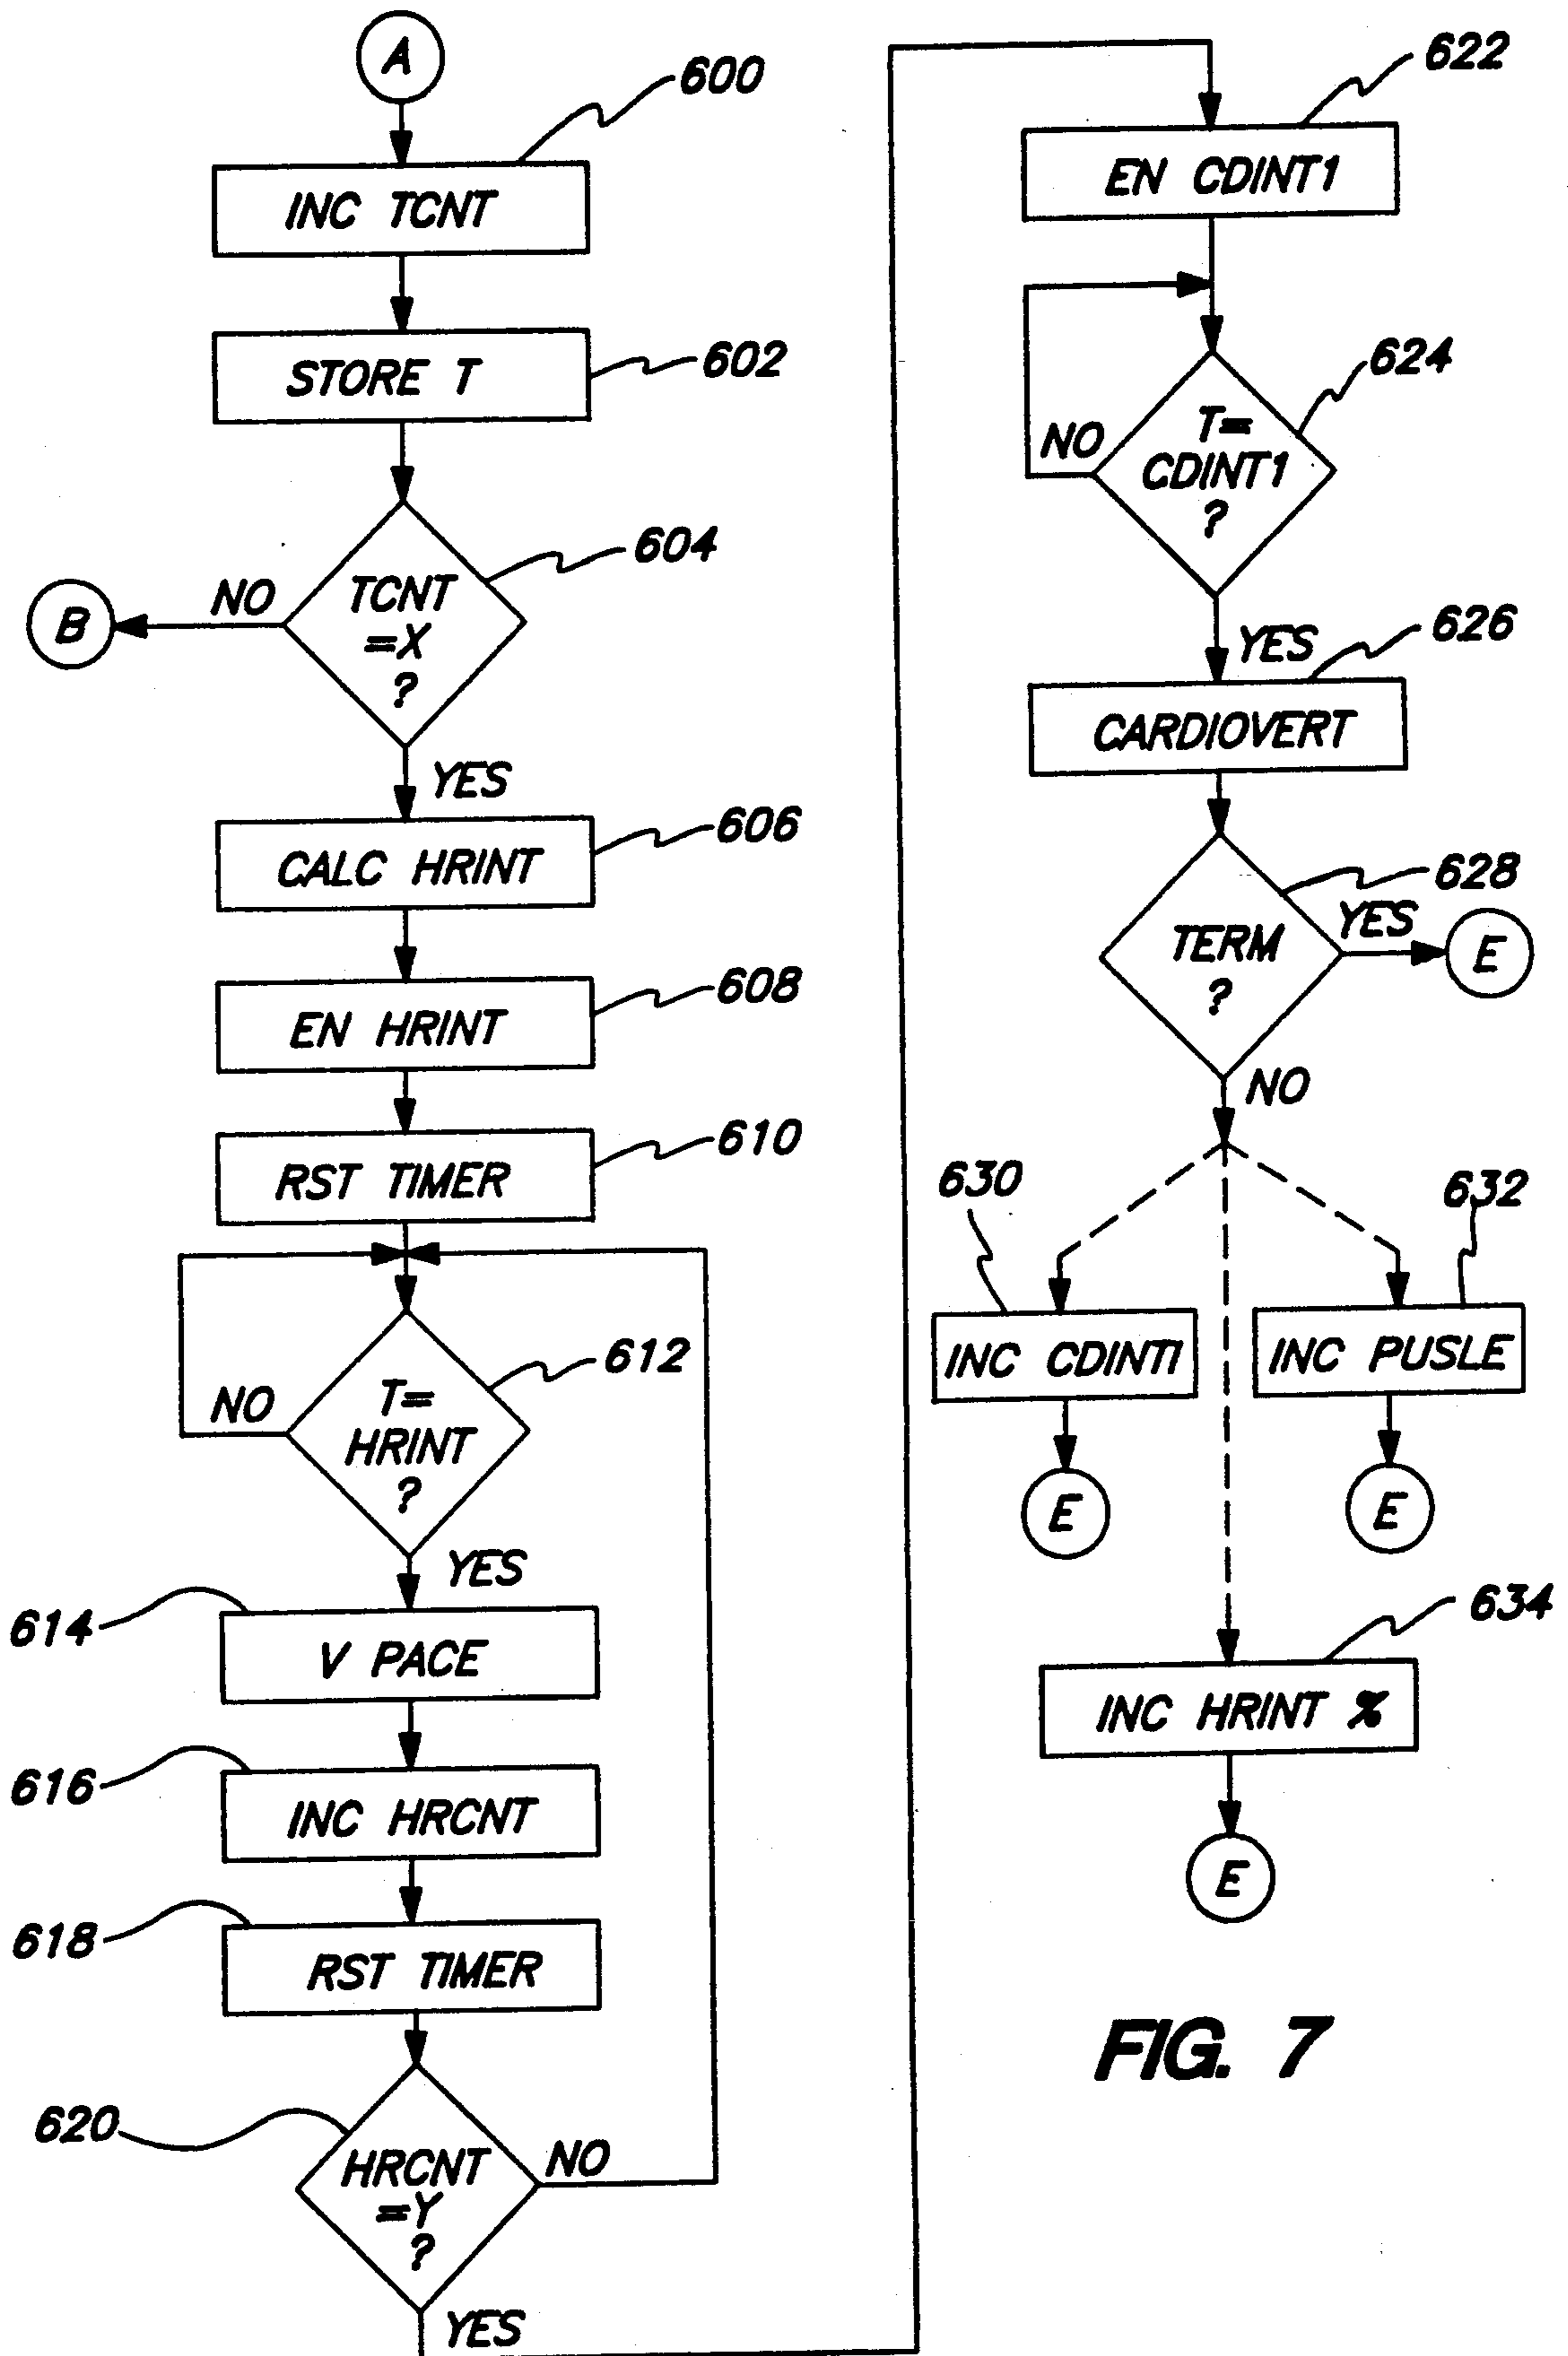 A
600
INC TCNT
STORE T
602
604
TCNT
=X
?
NO
B
YES
606
CALC HRINT
608
EN HRINT
610
RST TIMER
612
T=
HRINT
?
NO
YES
614
V PACE
616
INC HRCNT
618
RST TIMER
620
HRCNT
=Y
?
NO
YES
622
EN CDINT1
624
T=
CDINT1
?
NO
YES
626
CARDIOVERT
628
TERM
?
YES
E
NO
630
632
INC CDINT1
INC PUSLE
E
E
634
INC HRINT %
E
FIG. 7